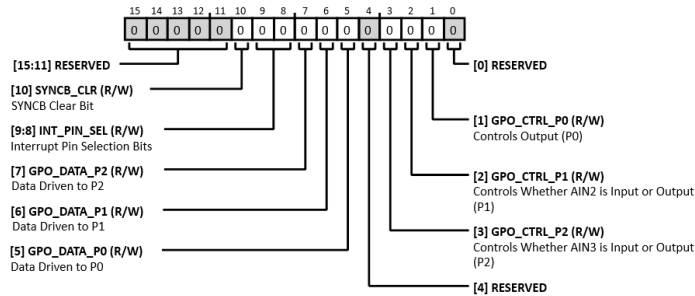 15 14 13 12 11 10 9 8 7 6 5 4 3 2 1 0
0 0 0 0 0 0 0 0 0 0 0 0 0 0 0 0
[15:11] RESERVED
[10] SYNCB_CLR (R/W)
SYNCB Clear Bit
[9:8] INT_PIN_SEL (R/W)
Interrupt Pin Selection Bits
[7] GPO_DATA_P2 (R/W)
Data Driven to P2
[6] GPO_DATA_P1 (R/W)
Data Driven to P1
[5] GPO_DATA_P0 (R/W)
Data Driven to P0
[0] RESERVED
[1] GPO_CTRL_P0 (R/W)
Controls Output (P0)
[2] GPO_CTRL_P1 (R/W)
Controls Whether AIN2 is Input or Output
(P1)
[3] GPO_CTRL_P2 (R/W)
Controls Whether AIN3 is Input or Output
(P2)
[4] RESERVED